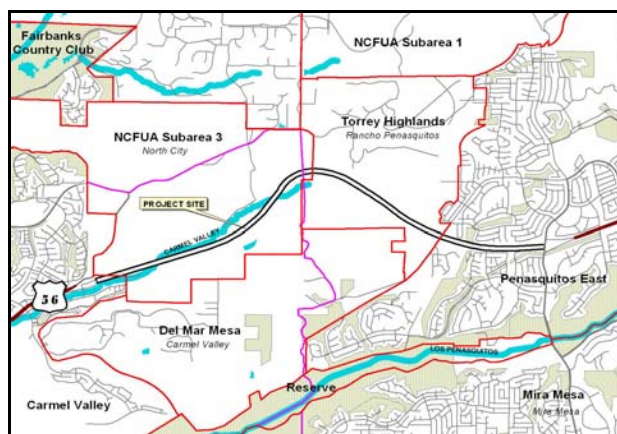 Fairbanks
Country Club
NCFUA Subarea 1
NCFUA Subarea 3
North City
Torrey Highlands
Rancho Penasquitos
PROJECT SITE
CARMEL VALLEY
56
Penasquitos East
Del Mar Mesa
Carmel Valley
LOS PENASQUITOS
Reserve
Carmel Valley
Mira Mesa
Mira Mesa